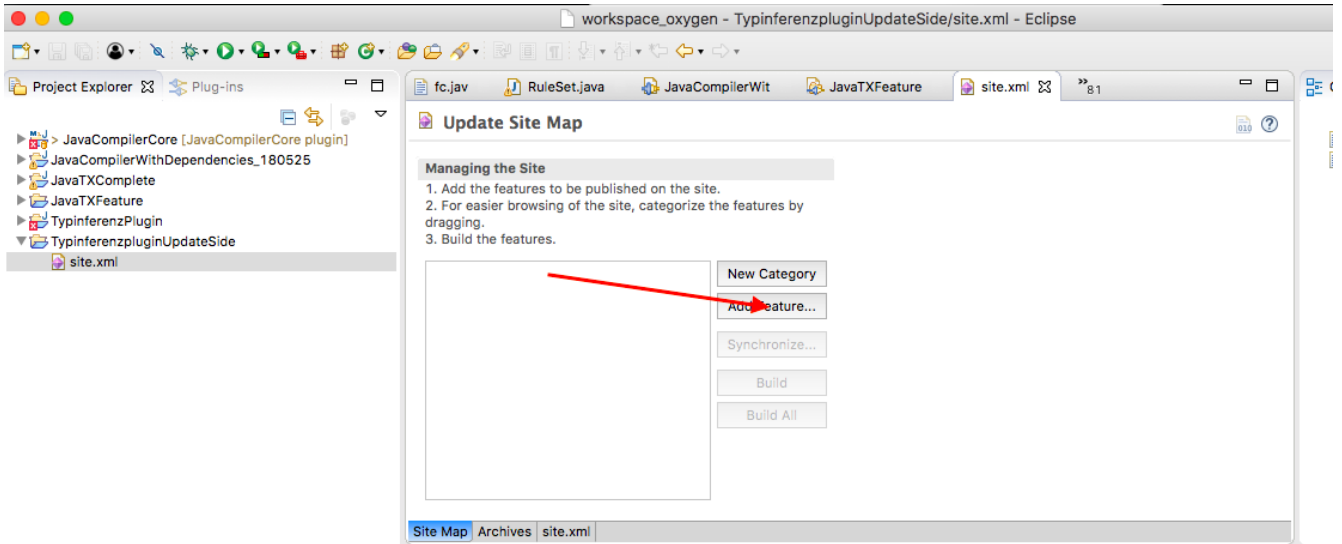 workspace_oxygen - TypinferenzpluginUpdateSide/site.xml - Eclipse
Project Explorer
Plug-ins
fc.jav
RuleSet.java
JavaCompilerWit
JavaTXFeature
site.xml
»81
> JavaCompilerCore [JavaCompilerCore plugin]
JavaCompilerWithDependencies_180525
JavaTXComplete
JavaTXFeature
TypinferenzPlugin
TypinferenzpluginUpdateSide
site.xml
Update Site Map
010
?
Managing the Site
1. Add the features to be published on the site.
2. For easier browsing of the site, categorize the features by
dragging.
3. Build the features.
New Category
Add Feature...
Synchronize...
Build
Build All
Site Map
Archives
site.xml